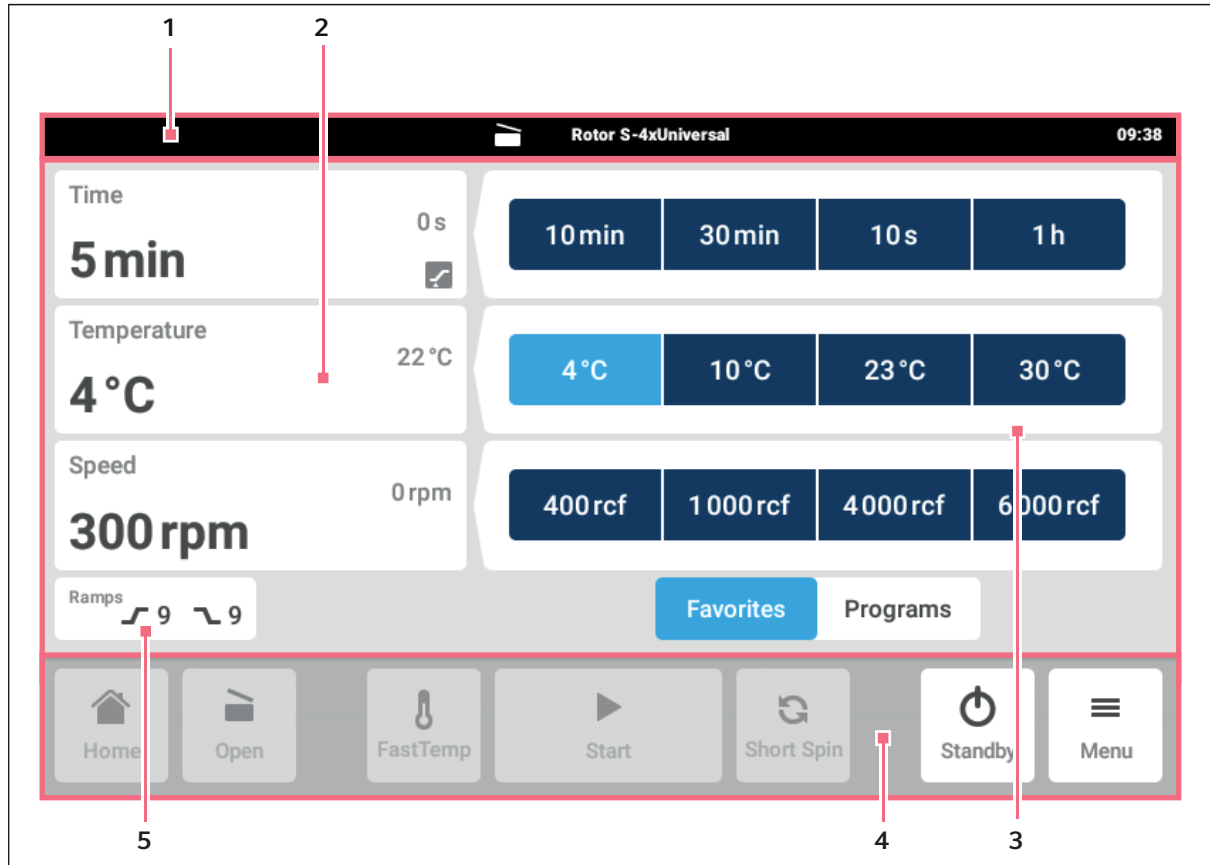 1 2
Rotor S-4xUniversal 09:38
Time
0 s
5 min
10 min 30 min 10 s 1 h
Temperature
22 °C
4 °C
4 °C 10 °C 23 °C 30 °C
Speed
0 rpm
300 rpm
400 rcf 1 000 rcf 4 000 rcf 6 000 rcf
Ramps 9 9
Favorites Programs
Home Open FastTemp Start Short Spin Standby Menu
5 4 3